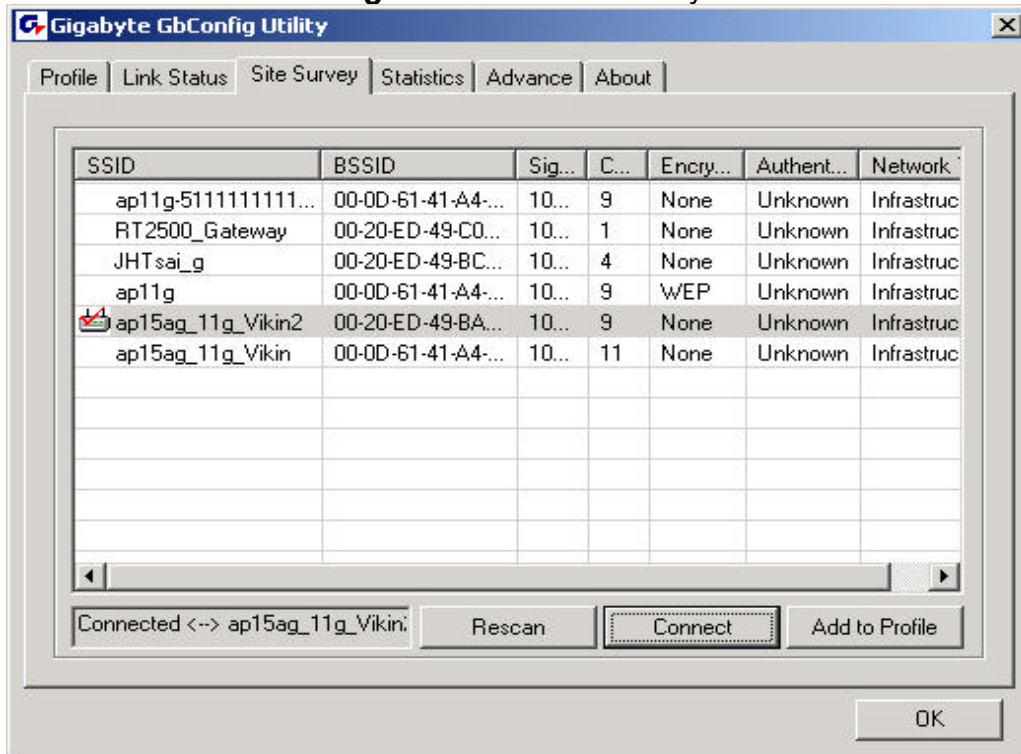 Gigabyte GbConfig Utility
Profile Link Status Site Survey Statistics Advance About
SSID BSSID Sig... C... Encry... Authent... Network
ap11g-5111111111... 00-0D-61-41-A4-... 10... 9 None Unknown Infrastruc
RT2500_Gateway 00-20-ED-49-C0... 10... 1 None Unknown Infrastruc
JHTsai_g 00-20-ED-49-BC... 10... 4 None Unknown Infrastruc
ap11g 00-0D-61-41-A4-... 10... 9 WEP Unknown Infrastruc
ap15ag_11g_Vikin2 00-20-ED-49-BA... 10... 9 None Unknown Infrastruc
ap15ag_11g_Vikin 00-0D-61-41-A4-... 10... 11 None Unknown Infrastruc
Connected <--> ap15ag_11g_Vikin Rescan Connect Add to Profile
OK